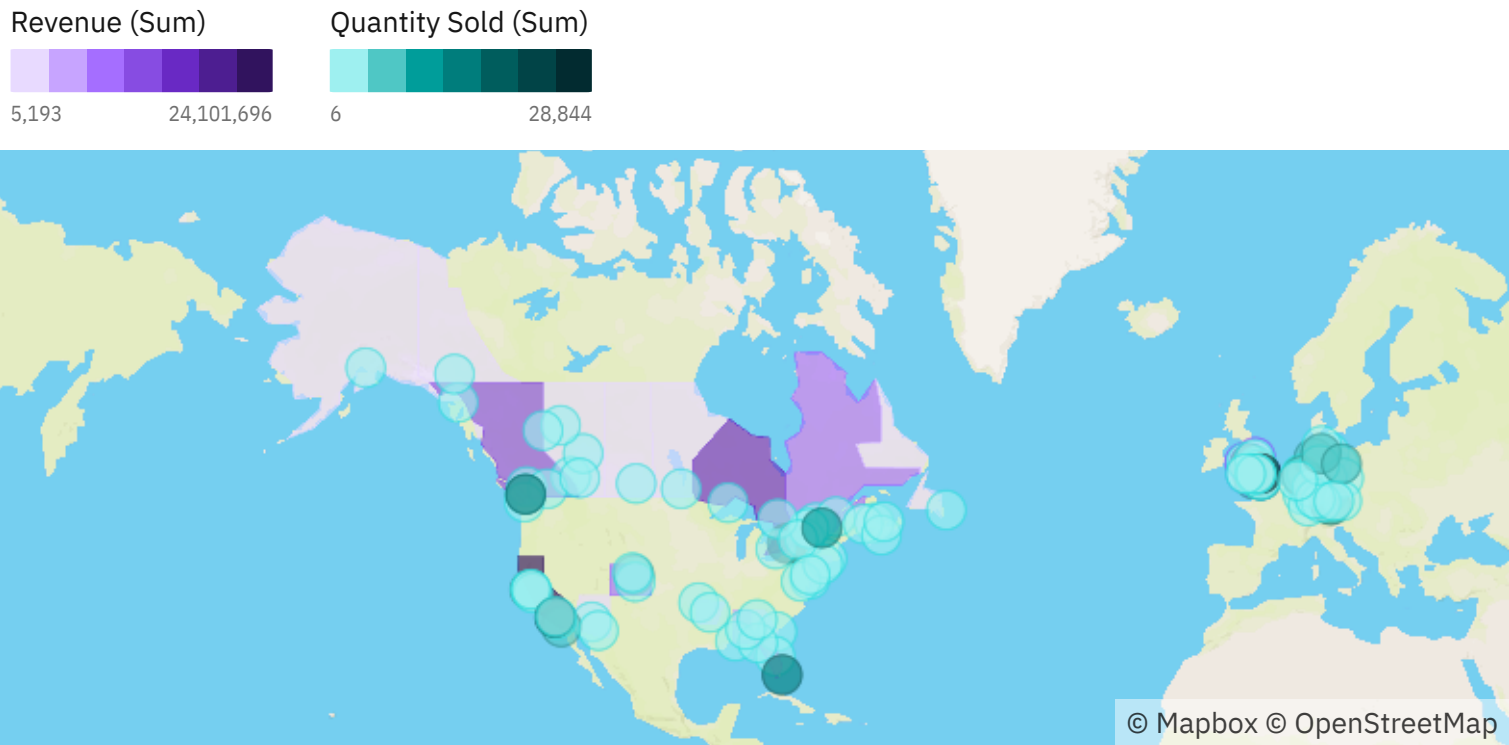 Revenue (Sum)
5,193 24,101,696
Quantity Sold (Sum)
6 28,844
© Mapbox © OpenStreetMap